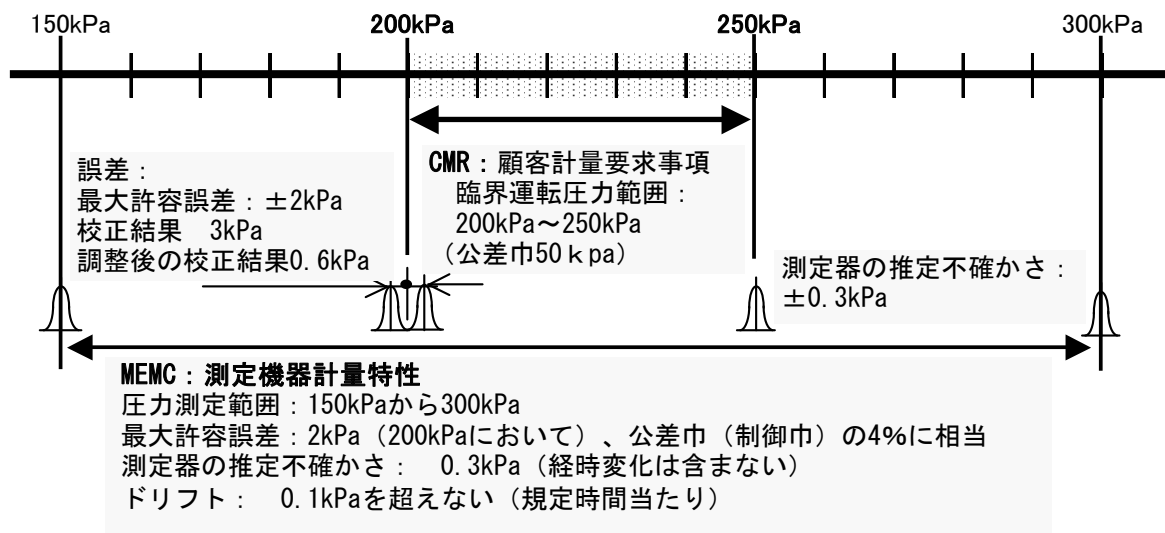 150kPa 200kPa 250kPa 300kPa
誤差：
最大許容誤差：±2kPa
校正結果　3kPa
調整後の校正結果0.6kPa
CMR：顧客計量要求事項
臨界運転圧力範囲：
200kPa～250kPa
（公差巾50ｋpa）
測定器の推定不確かさ：
±0.3kPa
MEMC：測定機器計量特性
圧力測定範囲：150kPaから300kPa
最大許容誤差：2kPa（200kPaにおいて）、公差巾（制御巾）の4%に相当
測定器の推定不確かさ：　0.3kPa（経時変化は含まない）
ドリフト：　0.1kPaを超えない（規定時間当たり）